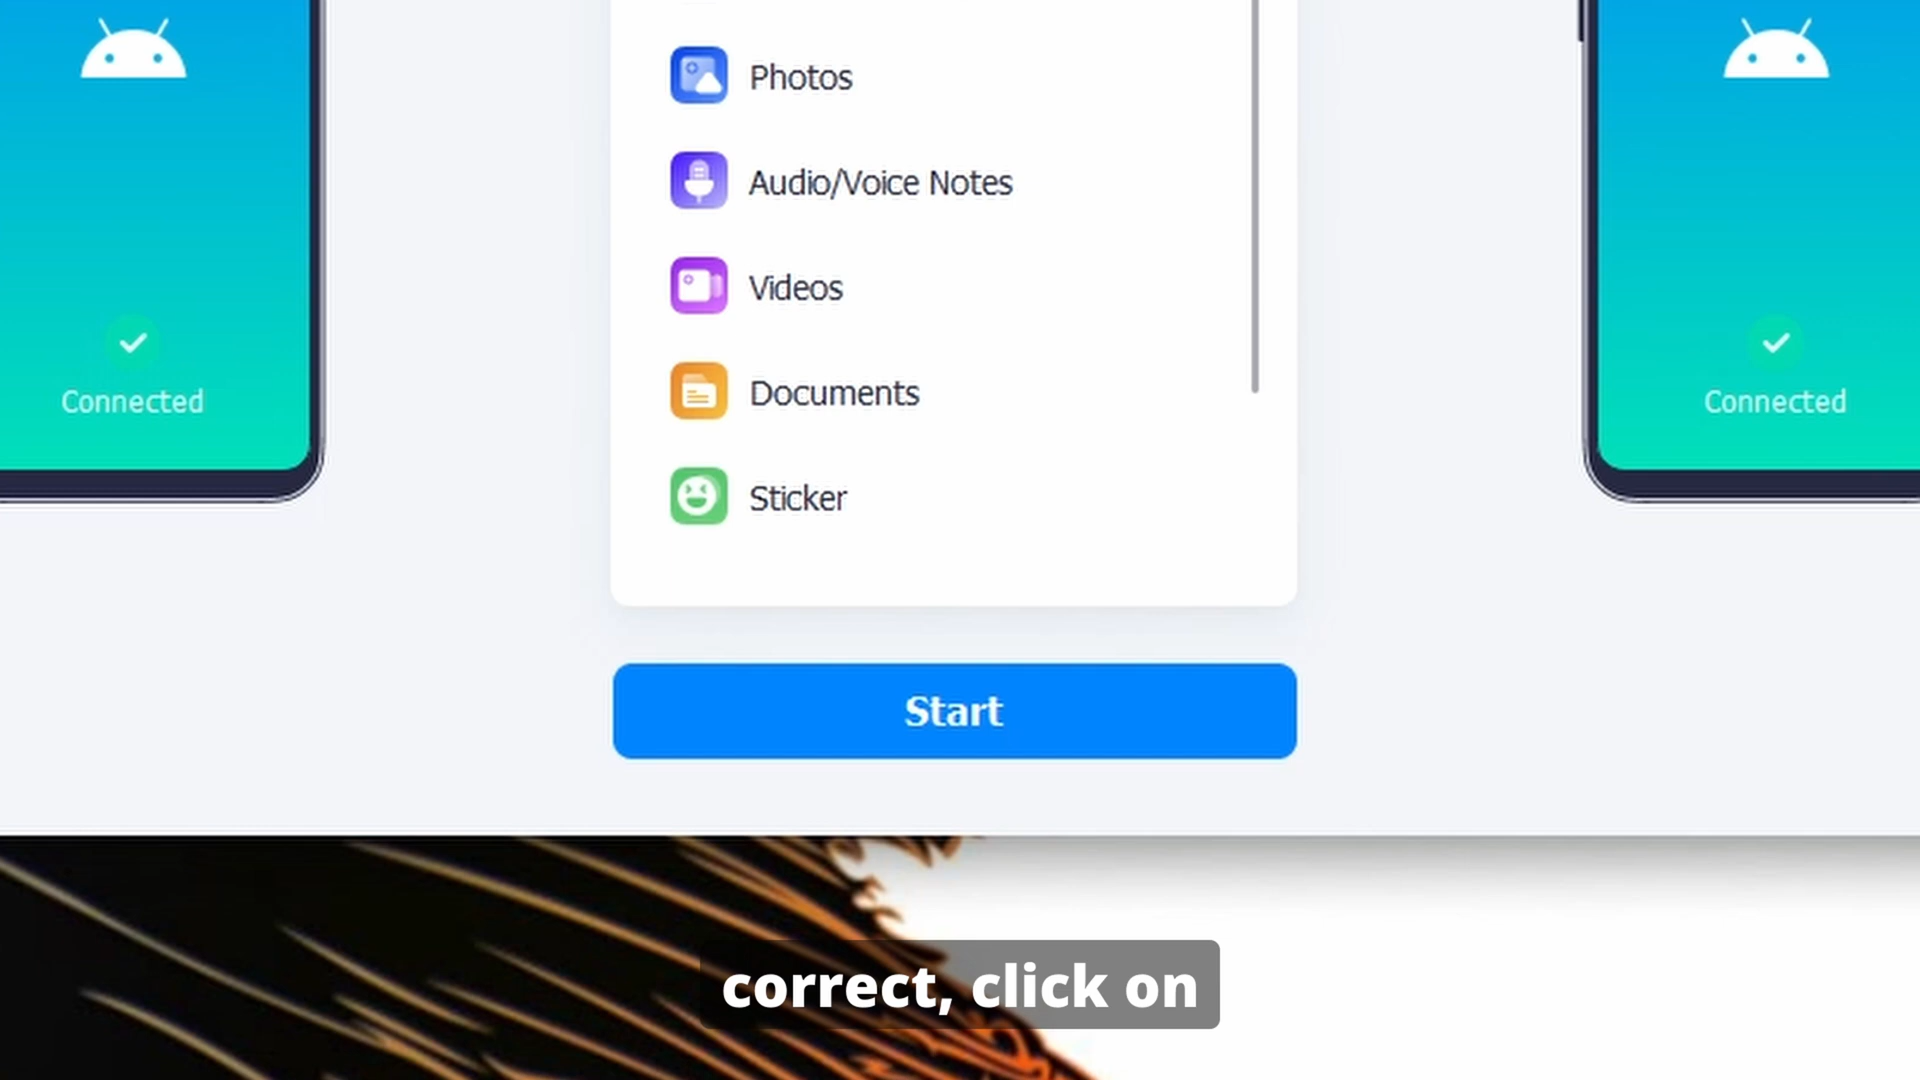 Photos
Audio/Voice Notes
Videos
Documents
Sticker
Connected
Connected
Start
correct, click on